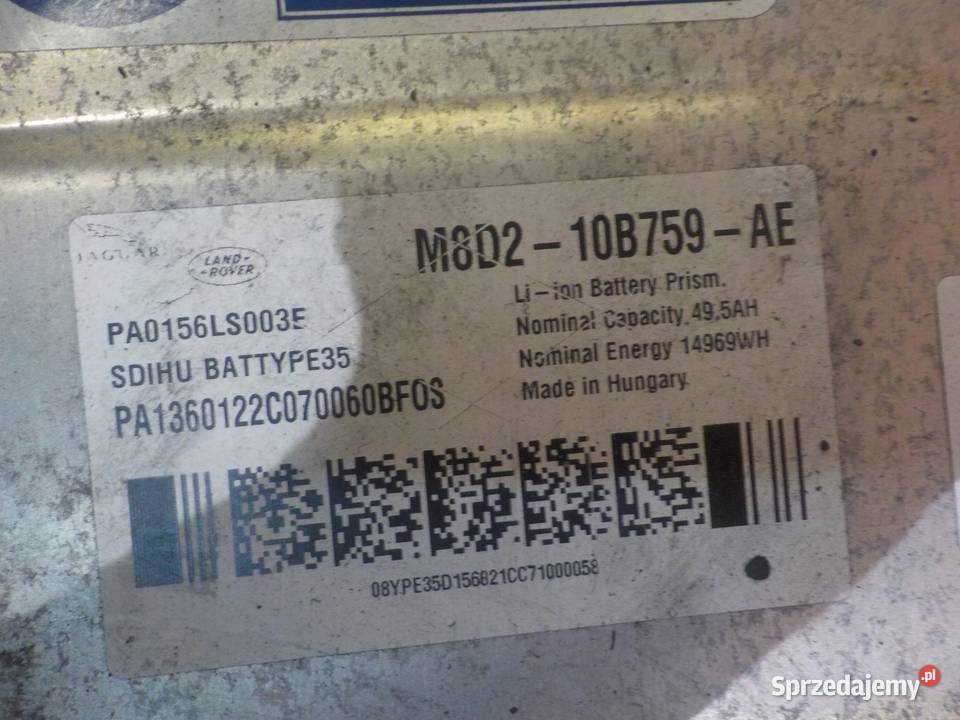 JAGUAR
LAND-
-ROVER
M8D2-10B759-AE
Li-ion Battery Prism.
Nominal Capacity 49,5AH
Nominal Energy 14969WH
Made in Hungary
PA0156LS003E
SDIHU BATTYPE35
PA1360122C070060BF0S
08YPE35D156821CC71000058
Sprzedajemy.pl